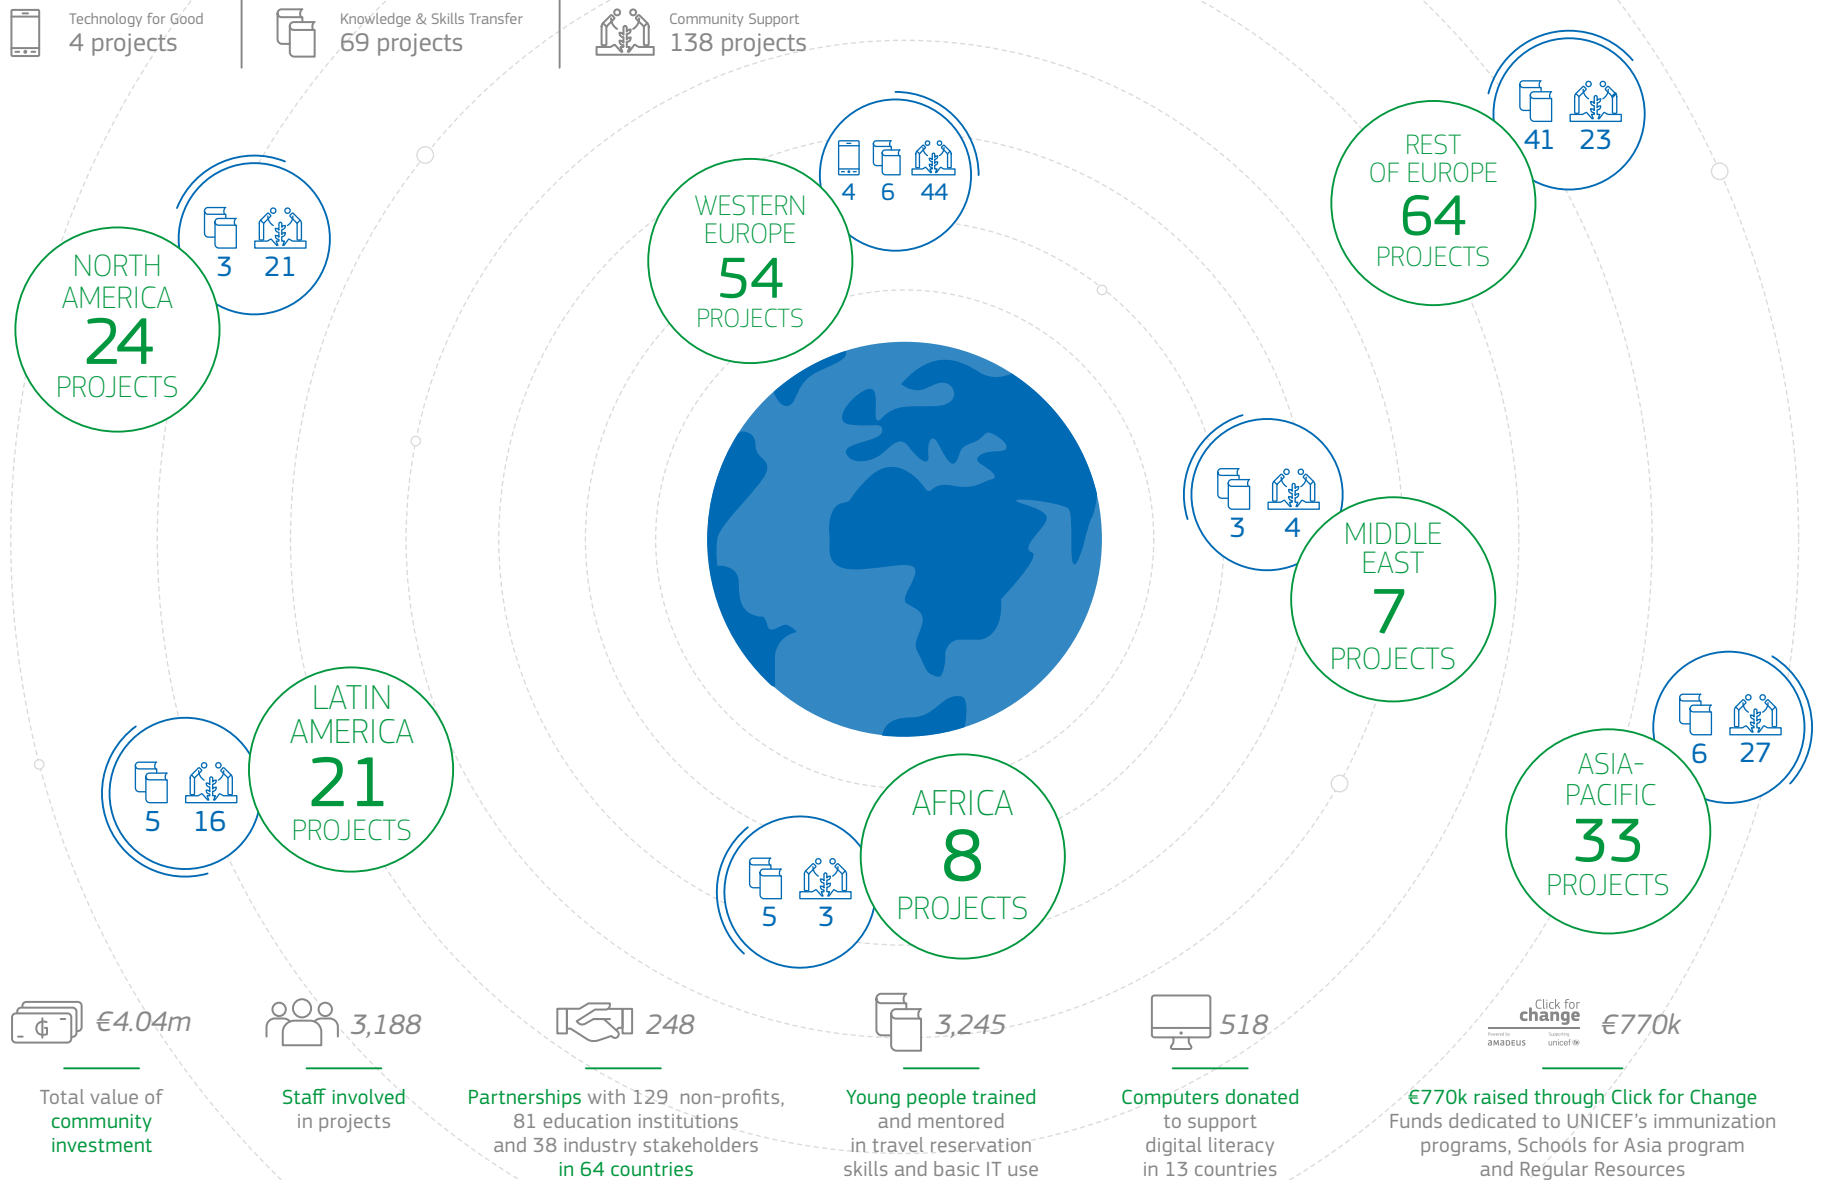 Technology for Good
4 projects
Knowledge & Skills Transfer
69 projects
Community Support
138 projects
NORTH
AMERICA
24
PROJECTS
3 21
WESTERN
EUROPE
54
PROJECTS
4 6 44
REST
OF EUROPE
64
PROJECTS
41 23
MIDDLE
EAST
7
PROJECTS
3 4
LATIN
AMERICA
21
PROJECTS
5 16
AFRICA
8
PROJECTS
5 3
ASIA-
PACIFIC
33
PROJECTS
6 27
€4.04m
Total value of
community
investment
3,188
Staff involved
in projects
248
Partnerships with 129 non-profits,
81 education institutions
and 38 industry stakeholders
in 64 countries
3,245
Young people trained
and mentored
in travel reservation
skills and basic IT use
518
Computers donated
to support
digital literacy
in 13 countries
Click for
change
Powered by
amadeus
Supporting
unicef
€770k
€770k raised through Click for Change
Funds dedicated to UNICEF's immunization
programs, Schools for Asia program
and Regular Resources